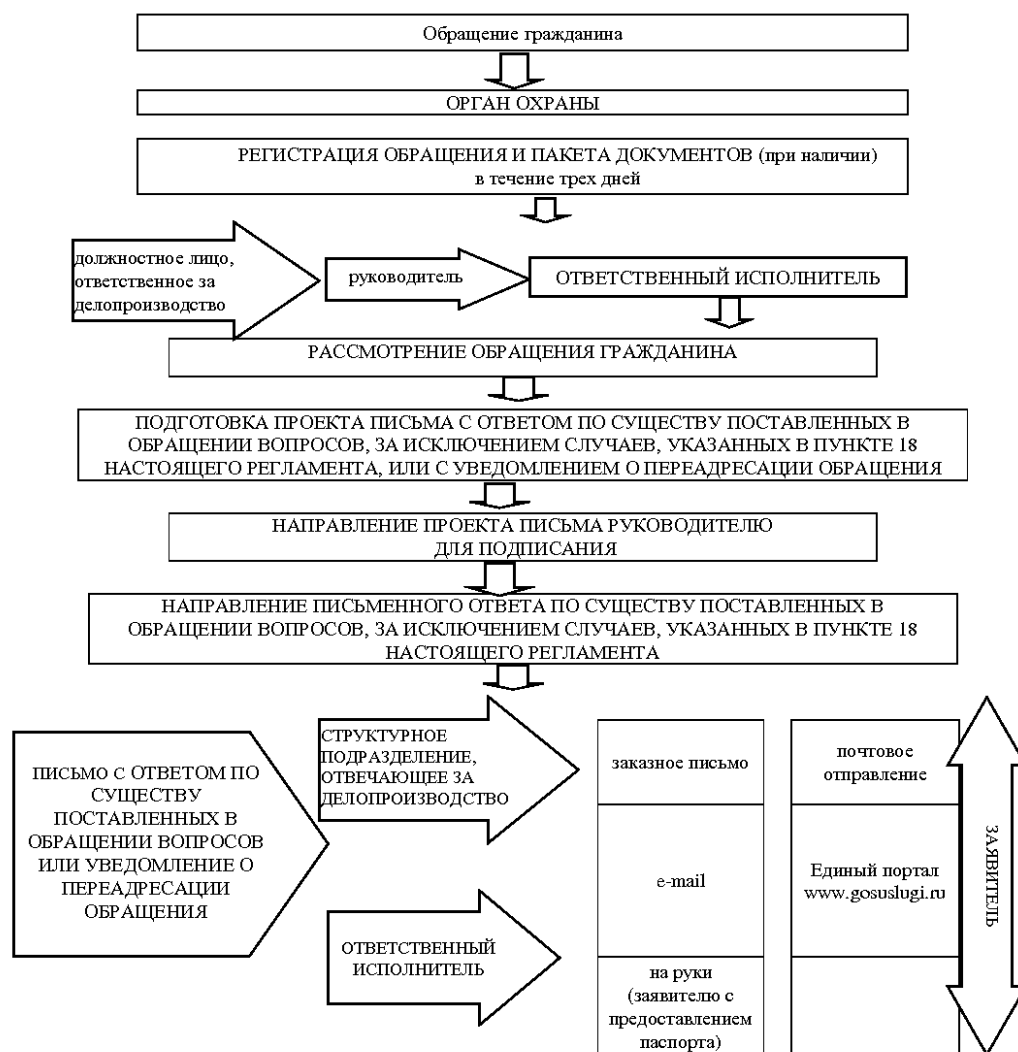 Обращение гражданина
ОРГАН ОХРАНЫ
РЕГИСТРАЦИЯ ОБРАЩЕНИЯ И ПАКЕТА ДОКУМЕНТОВ (при наличии)
в течение трех дней
должностное лицо,
ответственное за
делопроизводство
руководитель
ОТВЕТСТВЕННЫЙ ИСПОЛНИТЕЛЬ
РАССМОТРЕНИЕ ОБРАЩЕНИЯ ГРАЖДАНИНА
ПОДГОТОВКА ПРОЕКТА ПИСЬМА С ОТВЕТОМ ПО СУЩЕСТВУ ПОСТАВЛЕННЫХ В
ОБРАЩЕНИИ ВОПРОСОВ, ЗА ИСКЛЮЧЕНИЕМ СЛУЧАЕВ, УКАЗАННЫХ В ПУНКТЕ 18
НАСТОЯЩЕГО РЕГЛАМЕНТА, ИЛИ С УВЕДОМЛЕНИЕМ О ПЕРЕАДРЕСАЦИИ ОБРАЩЕНИЯ
НАПРАВЛЕНИЕ ПРОЕКТА ПИСЬМА РУКОВОДИТЕЛЮ
ДЛЯ ПОДПИСАНИЯ
НАПРАВЛЕНИЕ ПИСЬМЕННОГО ОТВЕТА ПО СУЩЕСТВУ ПОСТАВЛЕННЫХ В
ОБРАЩЕНИИ ВОПРОСОВ, ЗА ИСКЛЮЧЕНИЕМ СЛУЧАЕВ, УКАЗАННЫХ В ПУНКТЕ 18
НАСТОЯЩЕГО РЕГЛАМЕНТА
ПИСЬМО С ОТВЕТОМ ПО
СУЩЕСТВУ
ПОСТАВЛЕННЫХ В
ОБРАЩЕНИИ ВОПРОСОВ
ИЛИ УВЕДОМЛЕНИЕ О
ПЕРЕАДРЕСАЦИИ
ОБРАЩЕНИЯ
СТРУКТУРНОЕ
ПОДРАЗДЕЛЕНИЕ,
ОТВЕЧАЮЩЕЕ ЗА
ДЕЛОПРОИЗВОДСТВО
ОТВЕТСТВЕННЫЙ
ИСПОЛНИТЕЛЬ
заказное письмо
e-mail
на руки
(заявителю с
предоставлением
паспорта)
почтовое
отправление
Единый портал
www.gosuslugi.ru
ЗАЯВИТЕЛЬ